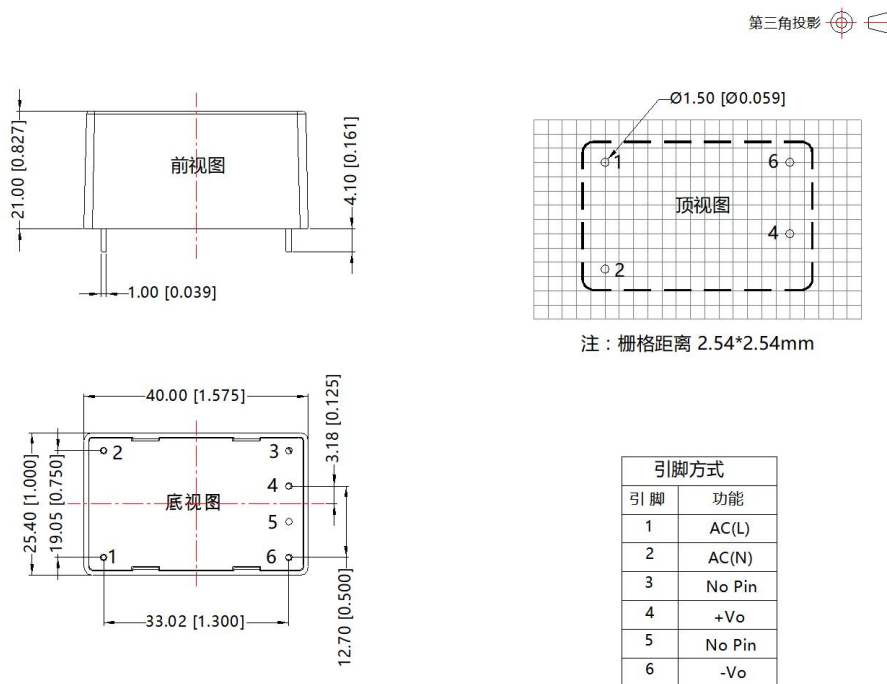 第三角投影
21.00 [0.827]
前视图
4.10 [0.161]
1.00 [0.039]
Ø1.50 [Ø0.059]
1
6
顶视图
4
2
注：栅格距离 2.54*2.54mm
40.00 [1.575]
3.18 [0.125]
25.40 [1.000]
19.05 [0.750]
2
3
4
底视图
5
1
6
33.02 [1.300]
12.70 [0.500]
引脚方式
引 脚 功能
1 AC(L)
2 AC(N)
3 No Pin
4 +Vo
5 No Pin
6 -Vo